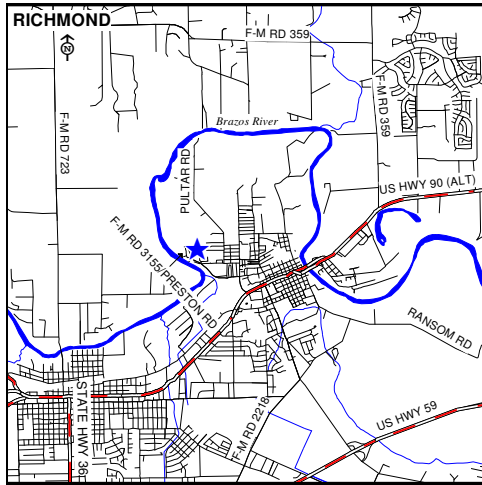 RICHMOND
N
F-M RD 359
F-M RD 723
Brazos River
F-M RD 359
PULTAR RD
US HWY 90 (ALT)
F-M RD 3155/PRESTON RD
RANSOM RD
STATE HWY 36
F-M RD 2218
US HWY 59